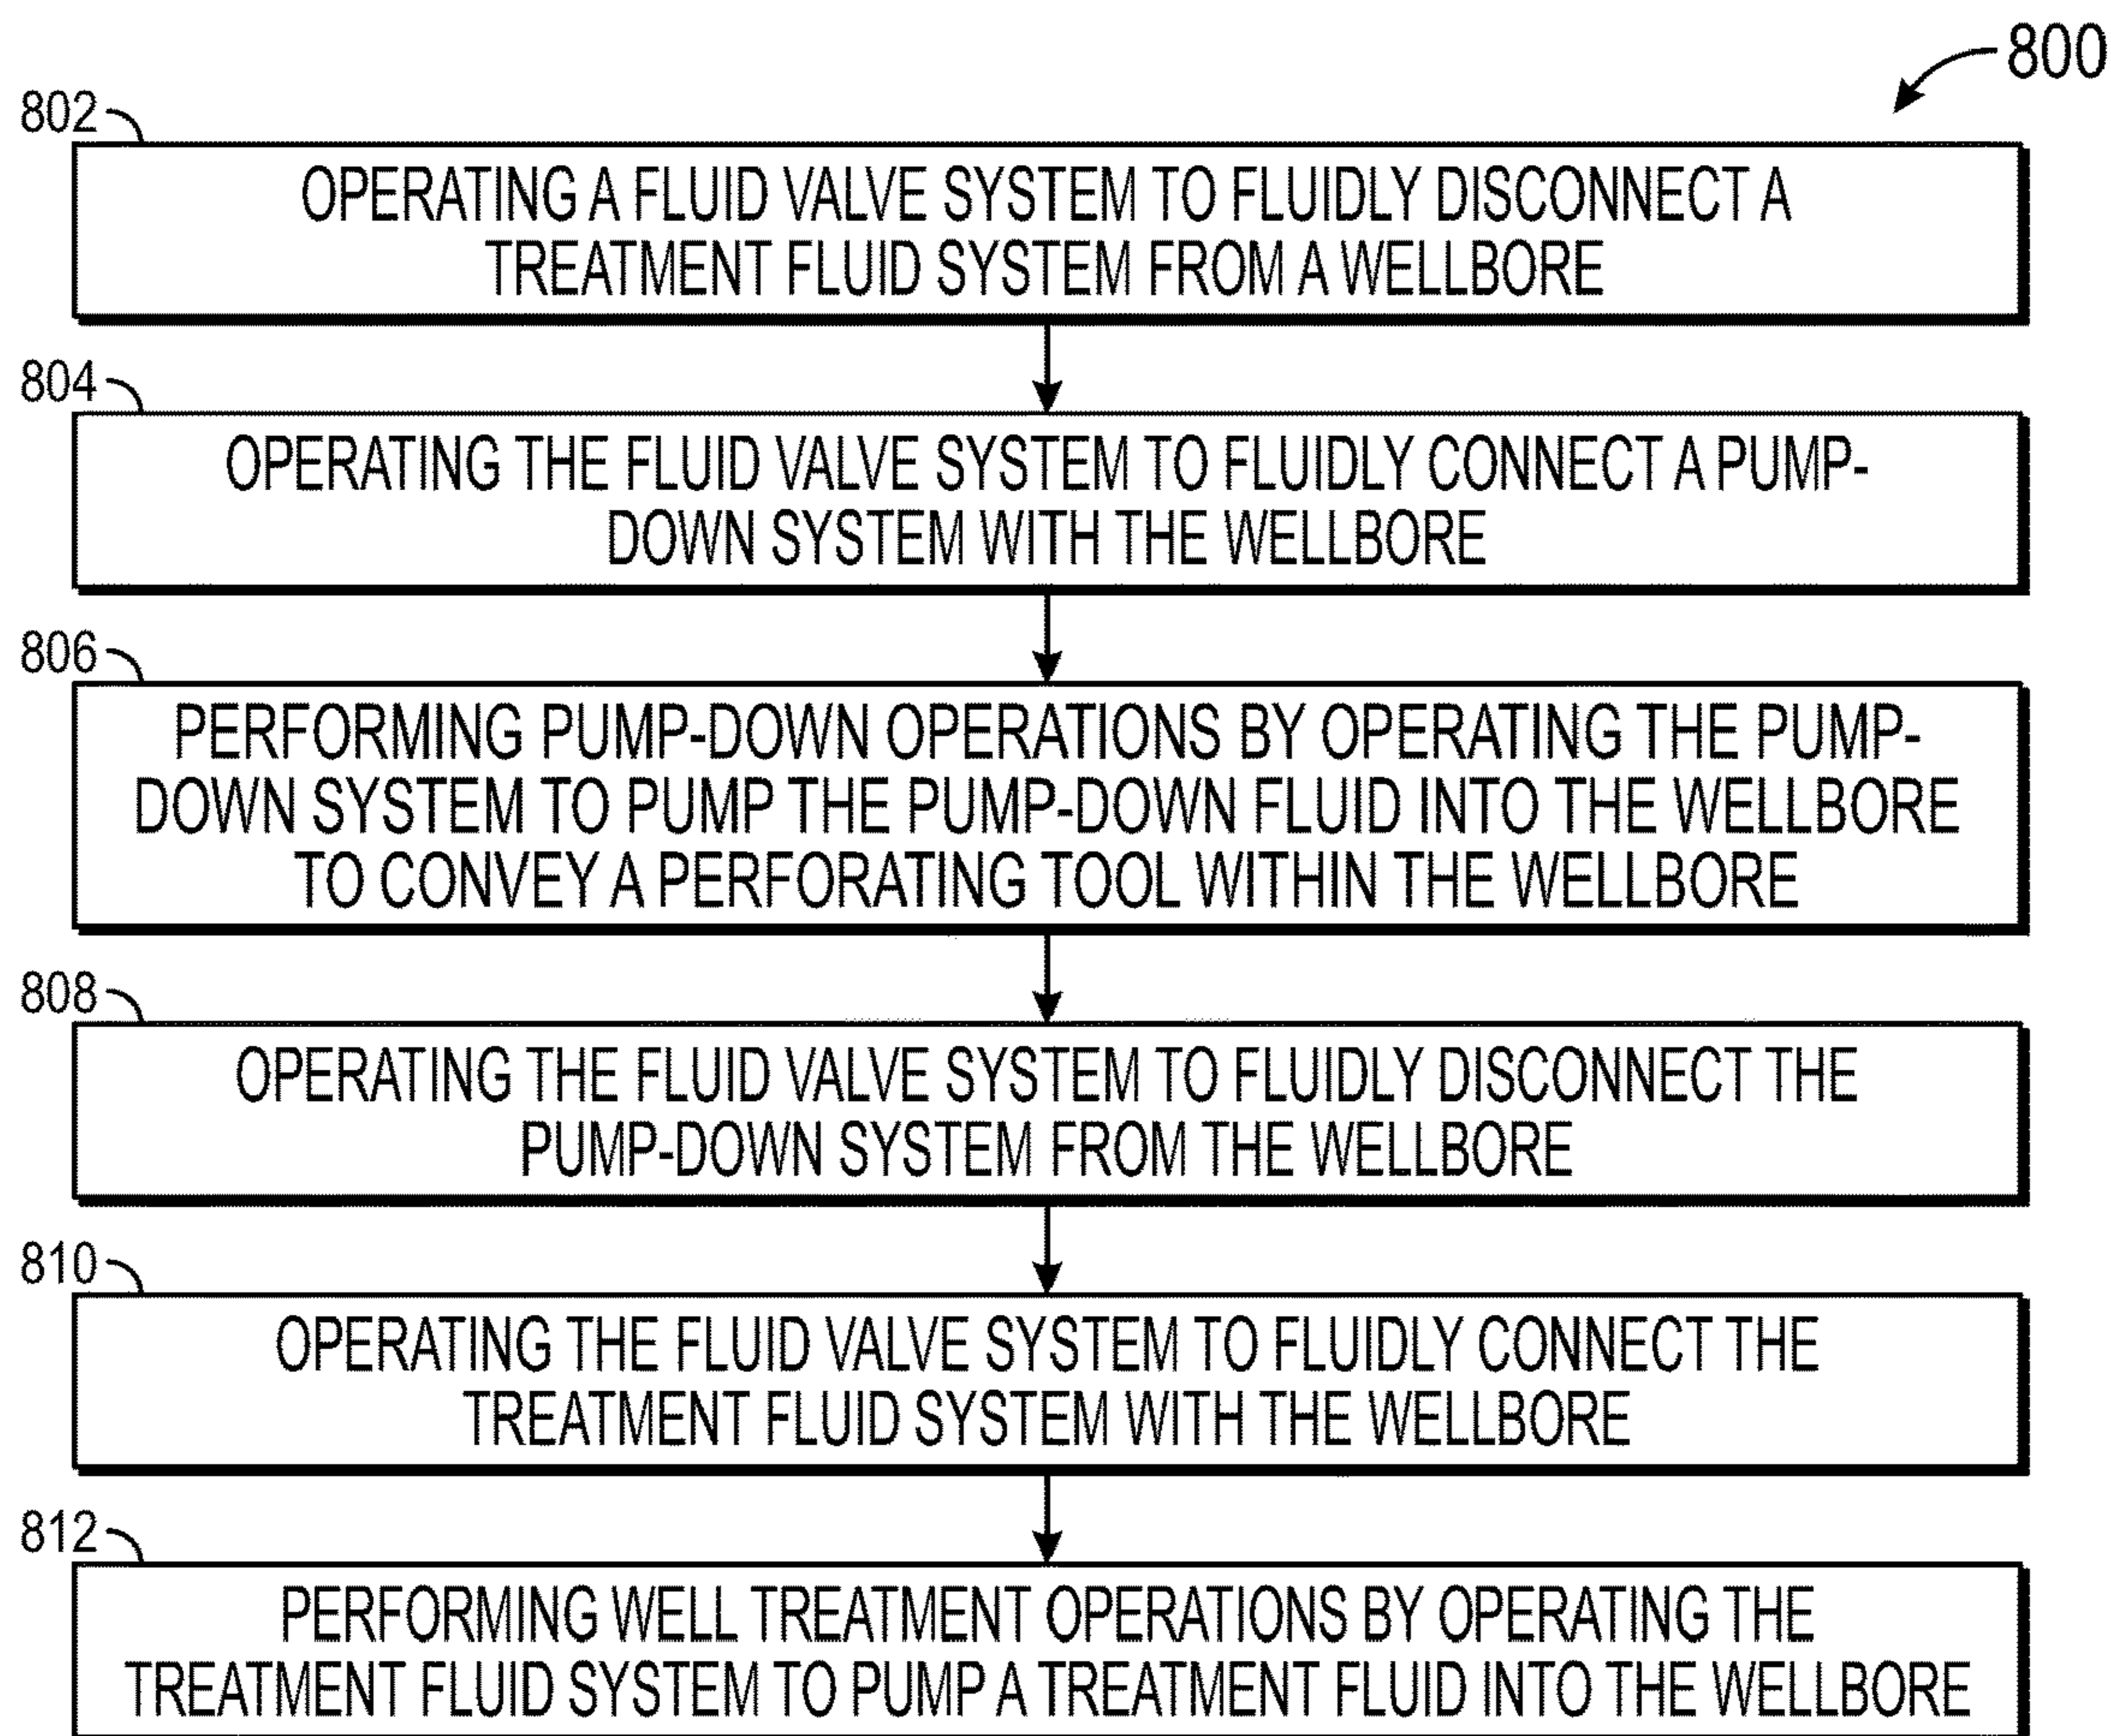 800
802
OPERATING A FLUID VALVE SYSTEM TO FLUIDLY DISCONNECT A
TREATMENT FLUID SYSTEM FROM A WELLBORE
804
OPERATING THE FLUID VALVE SYSTEM TO FLUIDLY CONNECT A PUMP-
DOWN SYSTEM WITH THE WELLBORE
806
PERFORMING PUMP-DOWN OPERATIONS BY OPERATING THE PUMP-
DOWN SYSTEM TO PUMP THE PUMP-DOWN FLUID INTO THE WELLBORE
TO CONVEY A PERFORATING TOOL WITHIN THE WELLBORE
808
OPERATING THE FLUID VALVE SYSTEM TO FLUIDLY DISCONNECT THE
PUMP-DOWN SYSTEM FROM THE WELLBORE
810
OPERATING THE FLUID VALVE SYSTEM TO FLUIDLY CONNECT THE
TREATMENT FLUID SYSTEM WITH THE WELLBORE
812
PERFORMING WELL TREATMENT OPERATIONS BY OPERATING THE
TREATMENT FLUID SYSTEM TO PUMP A TREATMENT FLUID INTO THE WELLBORE